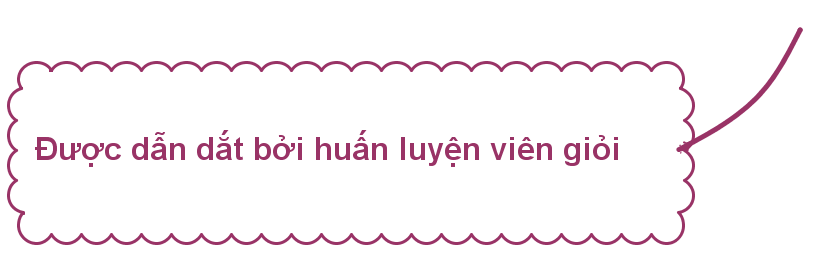 Được dẫn dắt bởi huấn luyện viên giỏi